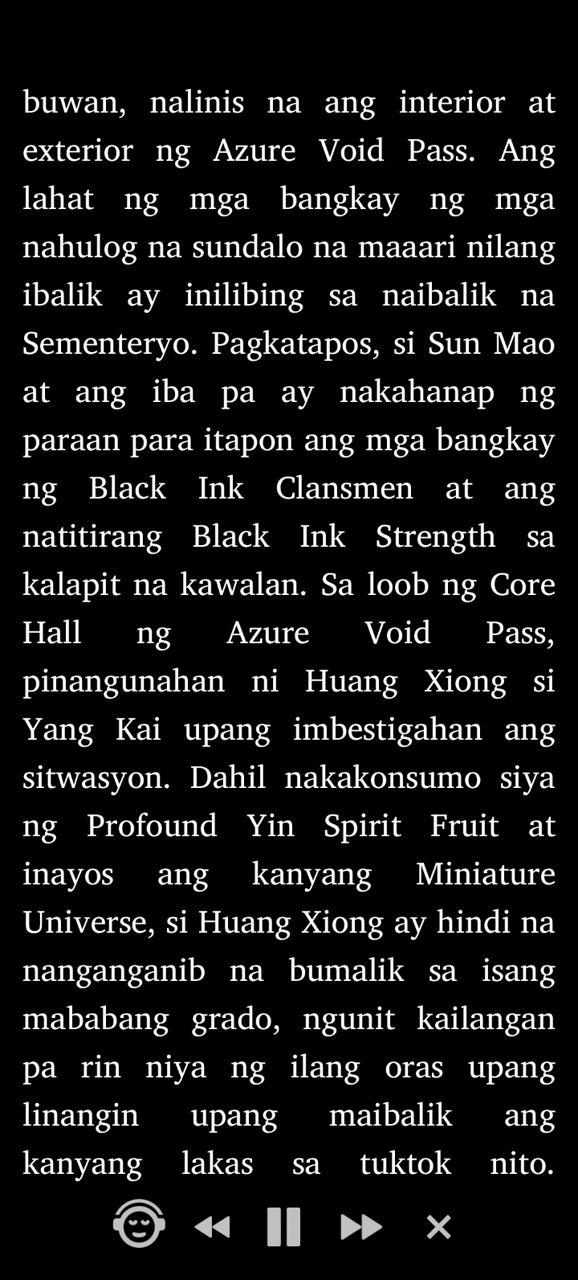 buwan, nalinis na ang interior at
exterior ng Azure Void Pass. Ang
lahat ng mga bangkay ng mga
nahulog na sundalo na maaari nilang
ibalik ay inilibing sa naibalik na
Sementeryo. Pagkatapos, si Sun Mao
at ang iba pa ay nakahanap ng
paraan para itapon ang mga bangkay
ng Black Ink Clansmen at ang
natitirang Black Ink Strength sa
kalapit na kawalan. Sa loob ng Core
Hall ng Azure Void Pass,
pinangunahan ni Huang Xiong si
Yang Kai upang imbestigahan ang
sitwasyon. Dahil nakakonsumo siya
ng Profound Yin Spirit Fruit at
inayos ang kanyang Miniature
Universe, si Huang Xiong ay hindi na
nanganganib na bumalik sa isang
mababang grado, ngunit kailangan
pa rin niya ng ilang oras upang
linangin upang maibalik ang
kanyang lakas sa tuktok nito.